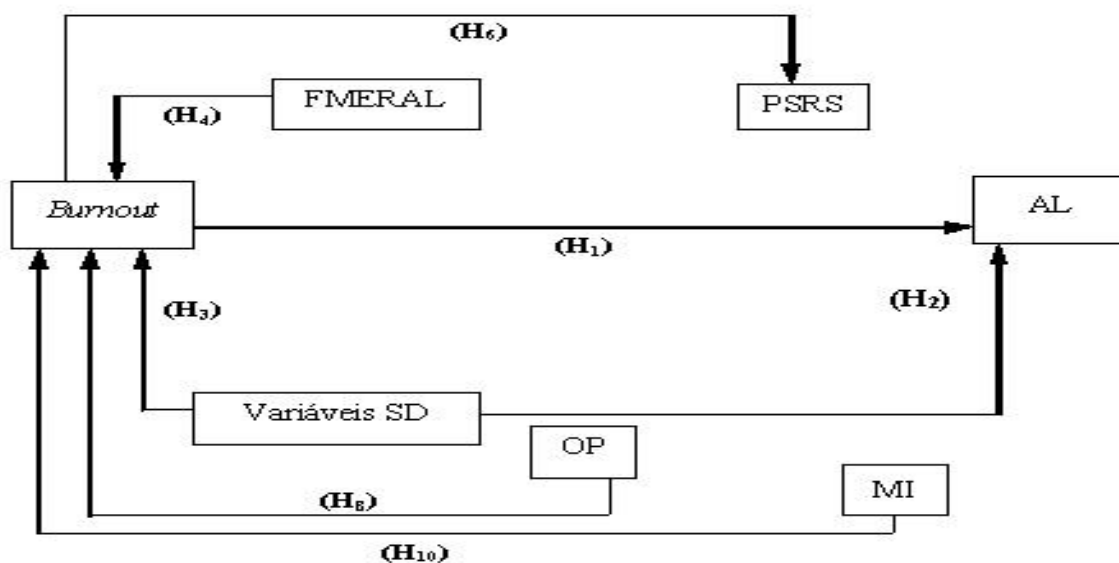 (H₆)
FMERAL
PSRS
(H₄)
Burnout
AL
(H₁)
(H₂)
(H₃)
Variáveis SD
OP
MI
(H₈)
(H₁₀)